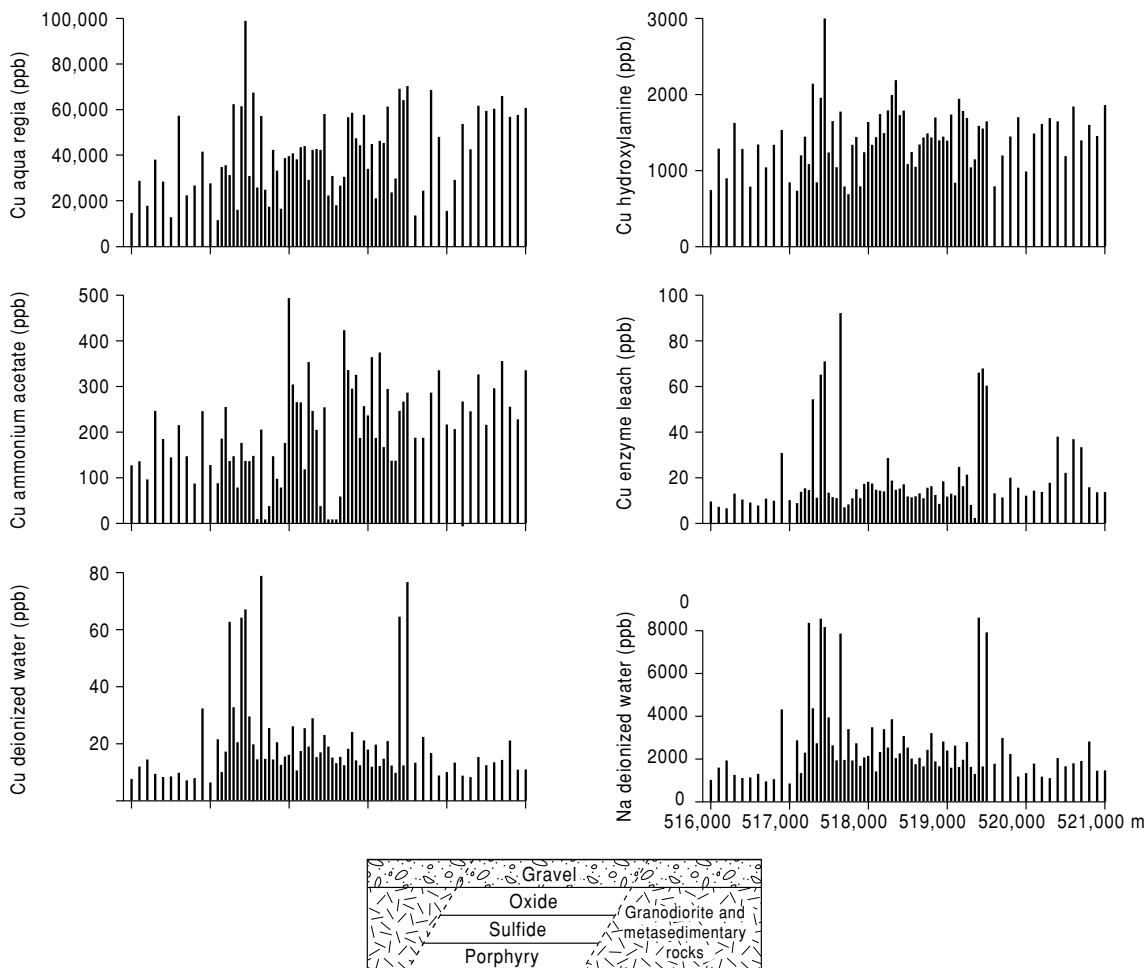 Cu aqua regia (ppb)
100,000
80,000
60,000
40,000
20,000
0
Cu hydroxylamine (ppb)
3000
2000
1000
0
Cu ammonium acetate (ppb)
500
400
300
200
100
0
Cu enzyme leach (ppb)
100
80
60
40
20
0
Cu deionized water (ppb)
80
60
40
20
Na deionized water (ppb)
0
8000
6000
4000
2000
0
516,000 517,000 518,000 519,000 520,000 521,000 m
Gravel
Oxide
Sulfide
Porphyry
Granodiorite and
metasedimentary
rocks